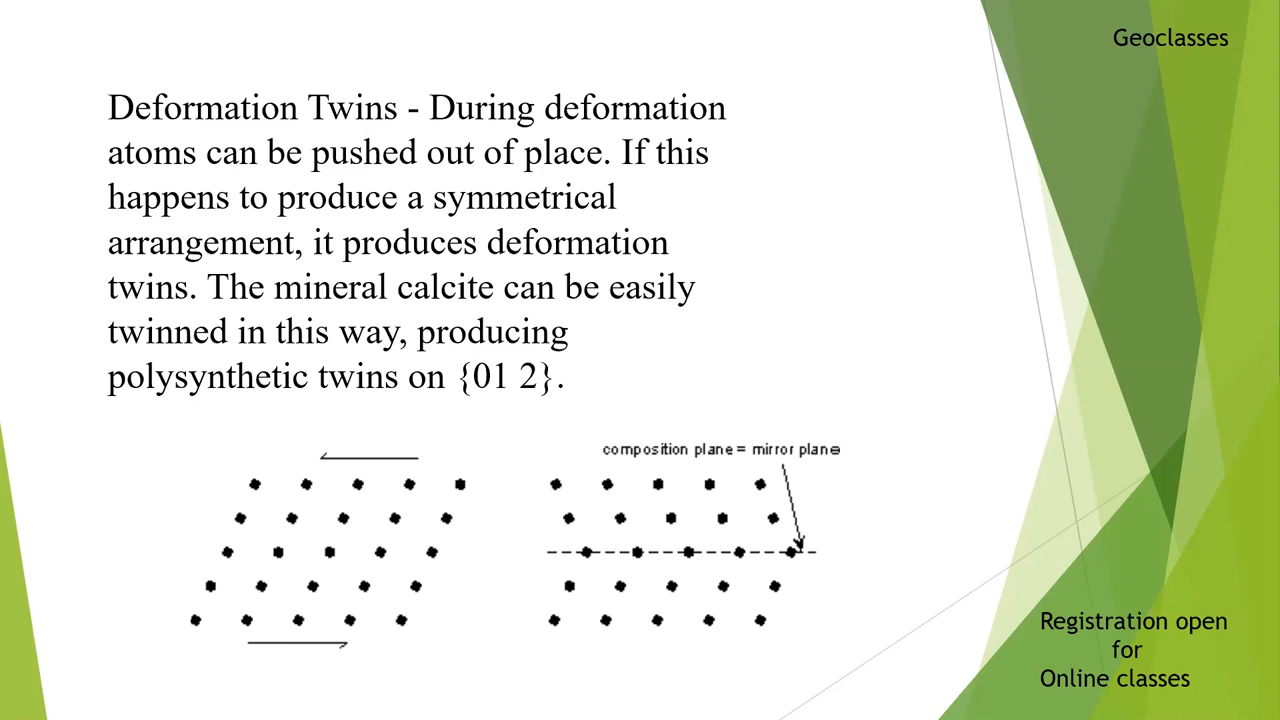 Geoclasses
Deformation Twins - During deformation
atoms can be pushed out of place. If this
happens to produce a symmetrical
arrangement, it produces deformation
twins. The mineral calcite can be easily
twinned in this way, producing
polysynthetic twins on {01 2}.
composition plane = mirror plane
Registration open
for
Online classes